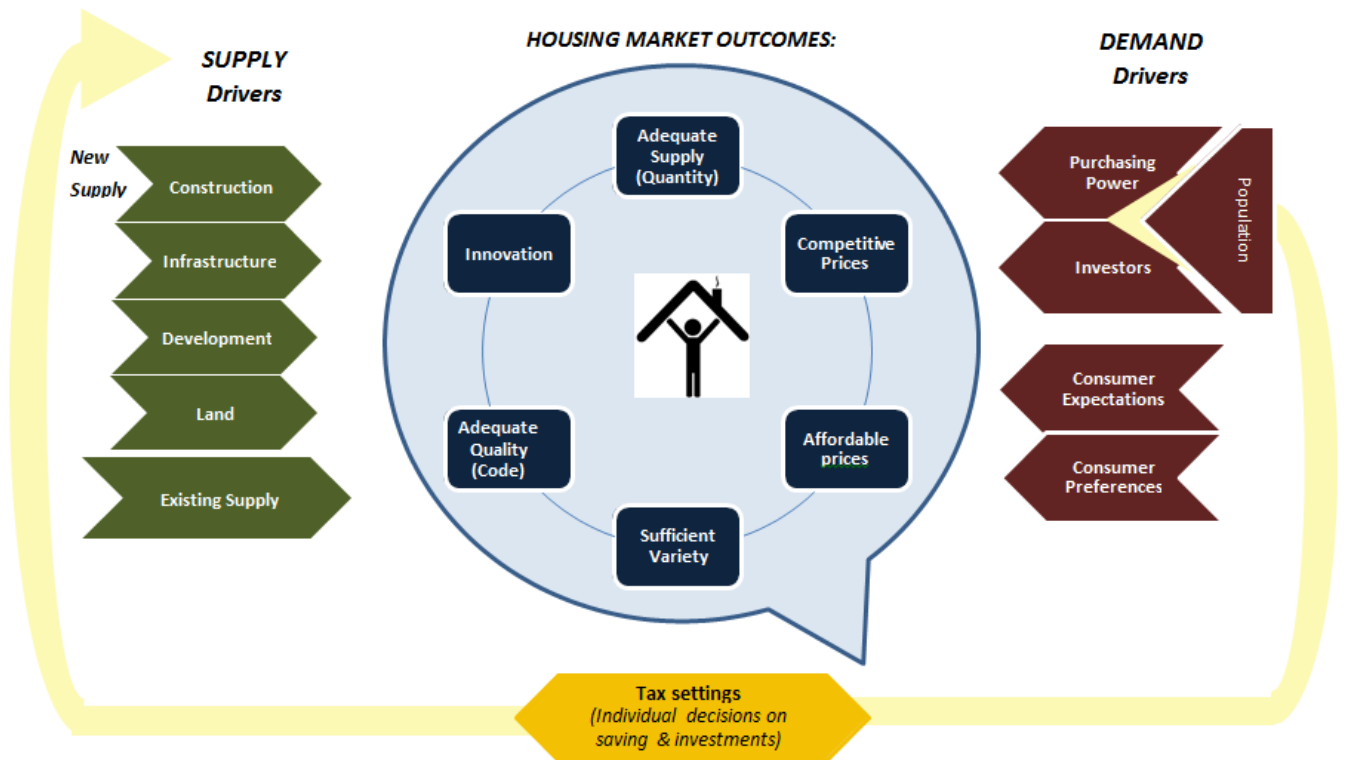 SUPPLY
Drivers
New
Supply
Construction
Infrastructure
Development
Land
Existing Supply
HOUSING MARKET OUTCOMES:
Adequate
Supply
(Quantity)
Competitive
Prices
Affordable
prices
Sufficient
Variety
Adequate
Quality
(Code)
Innovation
DEMAND
Drivers
Purchasing
Power
Investors
Population
Consumer
Expectations
Consumer
Preferences
Tax settings
(Individual decisions on
saving & investments)